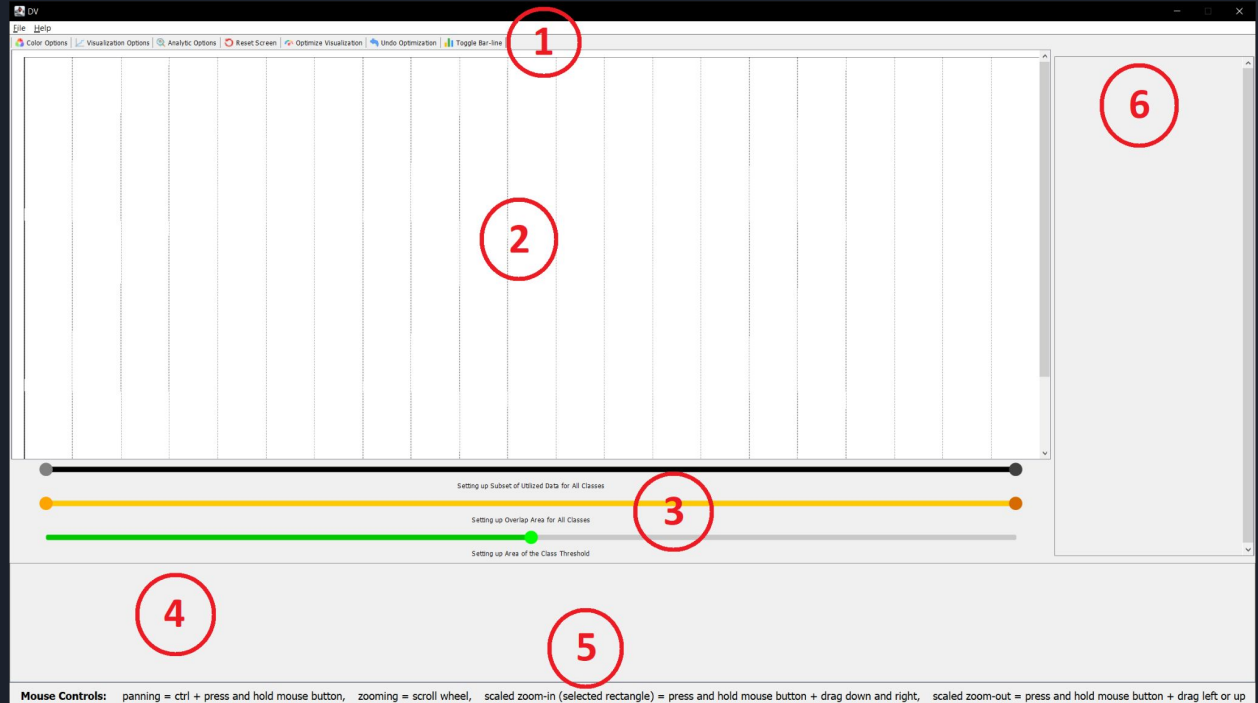 DV
File Help
Color Options Visualization Options Analytic Options Reset Screen Optimize Visualization Undo Optimization Toggle Bar-line
1
6
2
Setting up Subset of Utilized Data for All Classes
3
Setting up Overlap Area for All Classes
Setting up Area of the Class Threshold
4
5
Mouse Controls: panning = ctrl + press and hold mouse button, zooming = scroll wheel, scaled zoom-in (selected rectangle) = press and hold mouse button + drag down and right, scaled zoom-out = press and hold mouse button + drag left or up